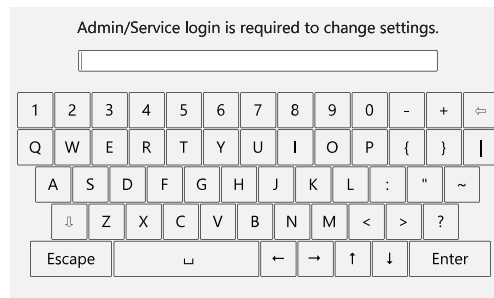 Admin/Service login is required to change settings.
1 2 3 4 5 6 7 8 9 0 - + ⇦
Q W E R T Y U I O P { } |
A S D F G H J K L : " ~
⇩ Z X C V B N M < > ?
Escape ⎵ ← → ↑ ↓ Enter